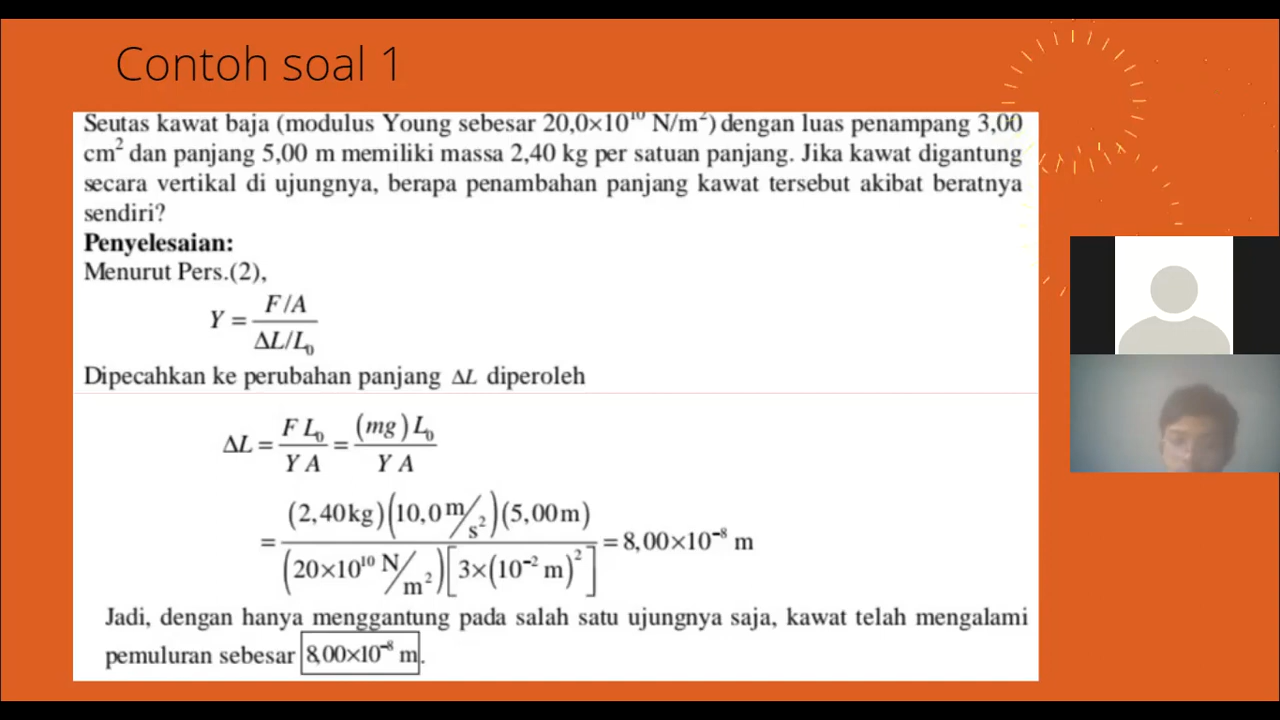 Contoh soal 1
Seutas kawat baja (modulus Young sebesar 20,0×10¹⁰ N/m²) dengan luas penampang 3,00
cm² dan panjang 5,00 m memiliki massa 2,40 kg per satuan panjang. Jika kawat digantung
secara vertikal di ujungnya, berapa penambahan panjang kawat tersebut akibat beratnya
sendiri?
Penyelesaian:
Menurut Pers.(2),
Y = (F/A)/(ΔL/L₀)
Dipecahkan ke perubahan panjang ΔL diperoleh
ΔL = (F L₀)/(Y A) = ((mg) L₀)/(Y A)
= ((2,40kg)(10,0 m/s²)(5,00m))/((20×10¹⁰ N/m²)[3×(10⁻² m)²]) = 8,00×10⁻⁸ m
Jadi, dengan hanya menggantung pada salah satu ujungnya saja, kawat telah mengalami
pemuluran sebesar 8,00×10⁻⁸ m.